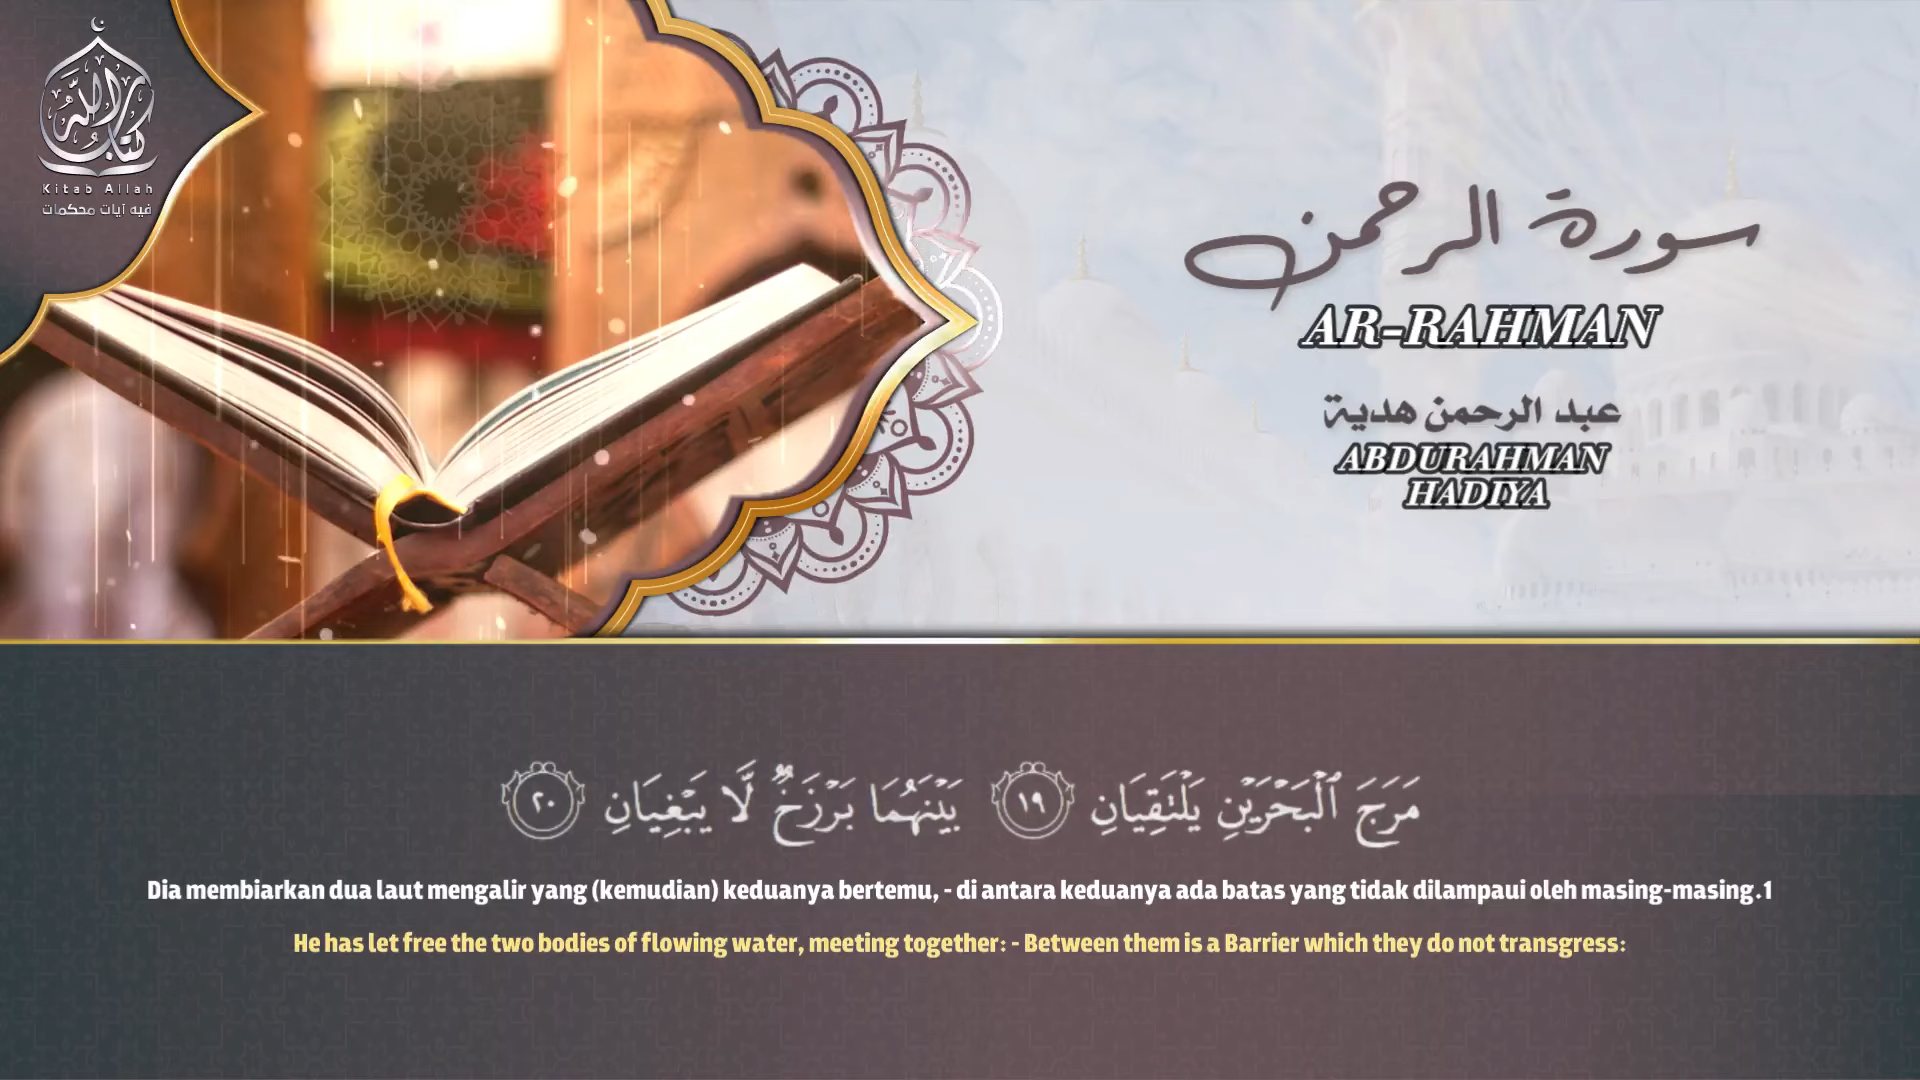 كتاب الله
Kitab Allah
فيه آيات محكمات
سورة الرحمن
AR-RAHMAN
عبد الرحمن هدية
ABDURAHMAN
HADIYA
مَرَجَ ٱلْبَحْرَيْنِ يَلْتَقِيَانِ ١٩ بَيْنَهُمَا بَرْزَخٌ لَّا يَبْغِيَانِ ٢٠
Dia membiarkan dua laut mengalir yang (kemudian) keduanya bertemu, - di antara keduanya ada batas yang tidak dilampaui oleh masing-masing.1
He has let free the two bodies of flowing water, meeting together: - Between them is a Barrier which they do not transgress: